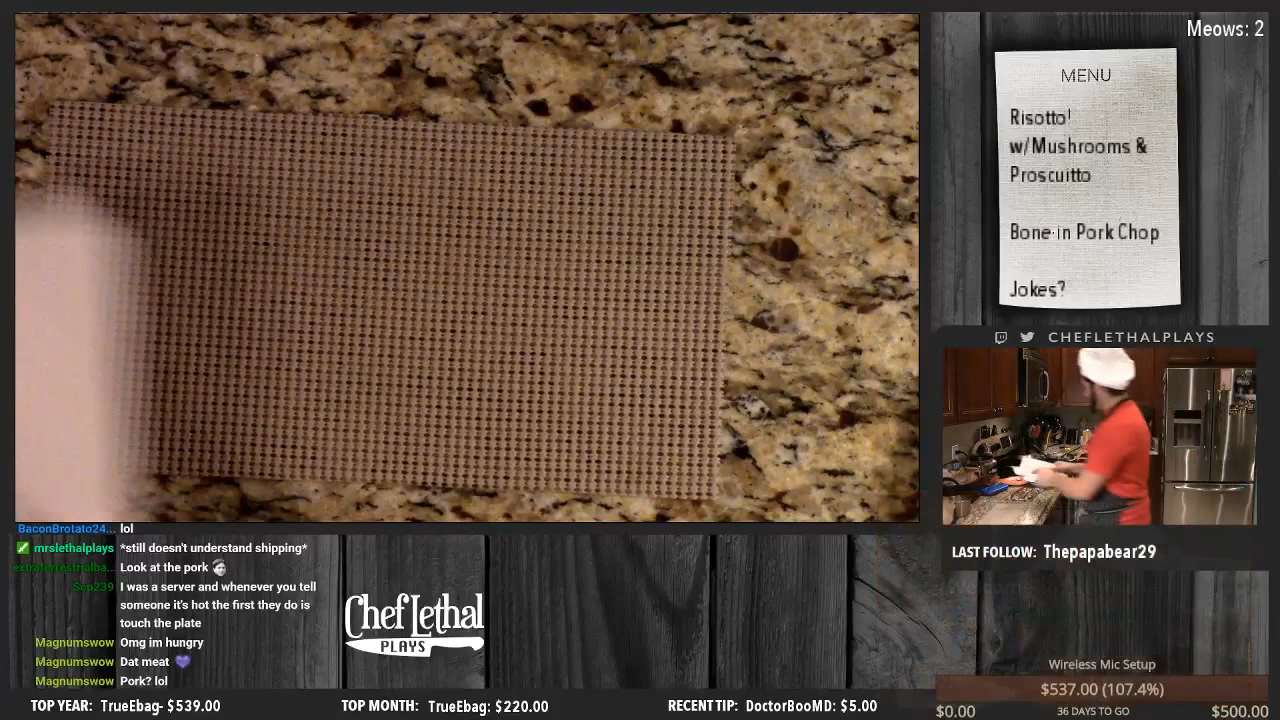 Meows: 2
MENU
Risotto!
w/Mushrooms &
Proscuitto
Bone-in Pork Chop
Jokes?
CHEFLETHALPLAYS
BaconBrotato24... lol
mrslethalplays *still doesn't understand shipping*
extraterrestrialba... Look at the pork
Sep239 I was a server and whenever you tell
someone it's hot the first they do is
touch the plate
Magnumswow Omg im hungry
Magnumswow Dat meat
Magnumswow Pork? lol
Chef Lethal
PLAYS
LAST FOLLOW: Thepapabear29
Wireless Mic Setup
$537.00 (107.4%)
$0.00 36 DAYS TO GO $500.00
TOP YEAR: TrueEbag- $539.00 TOP MONTH: TrueEbag: $220.00 RECENT TIP: DoctorBooMD: $5.00